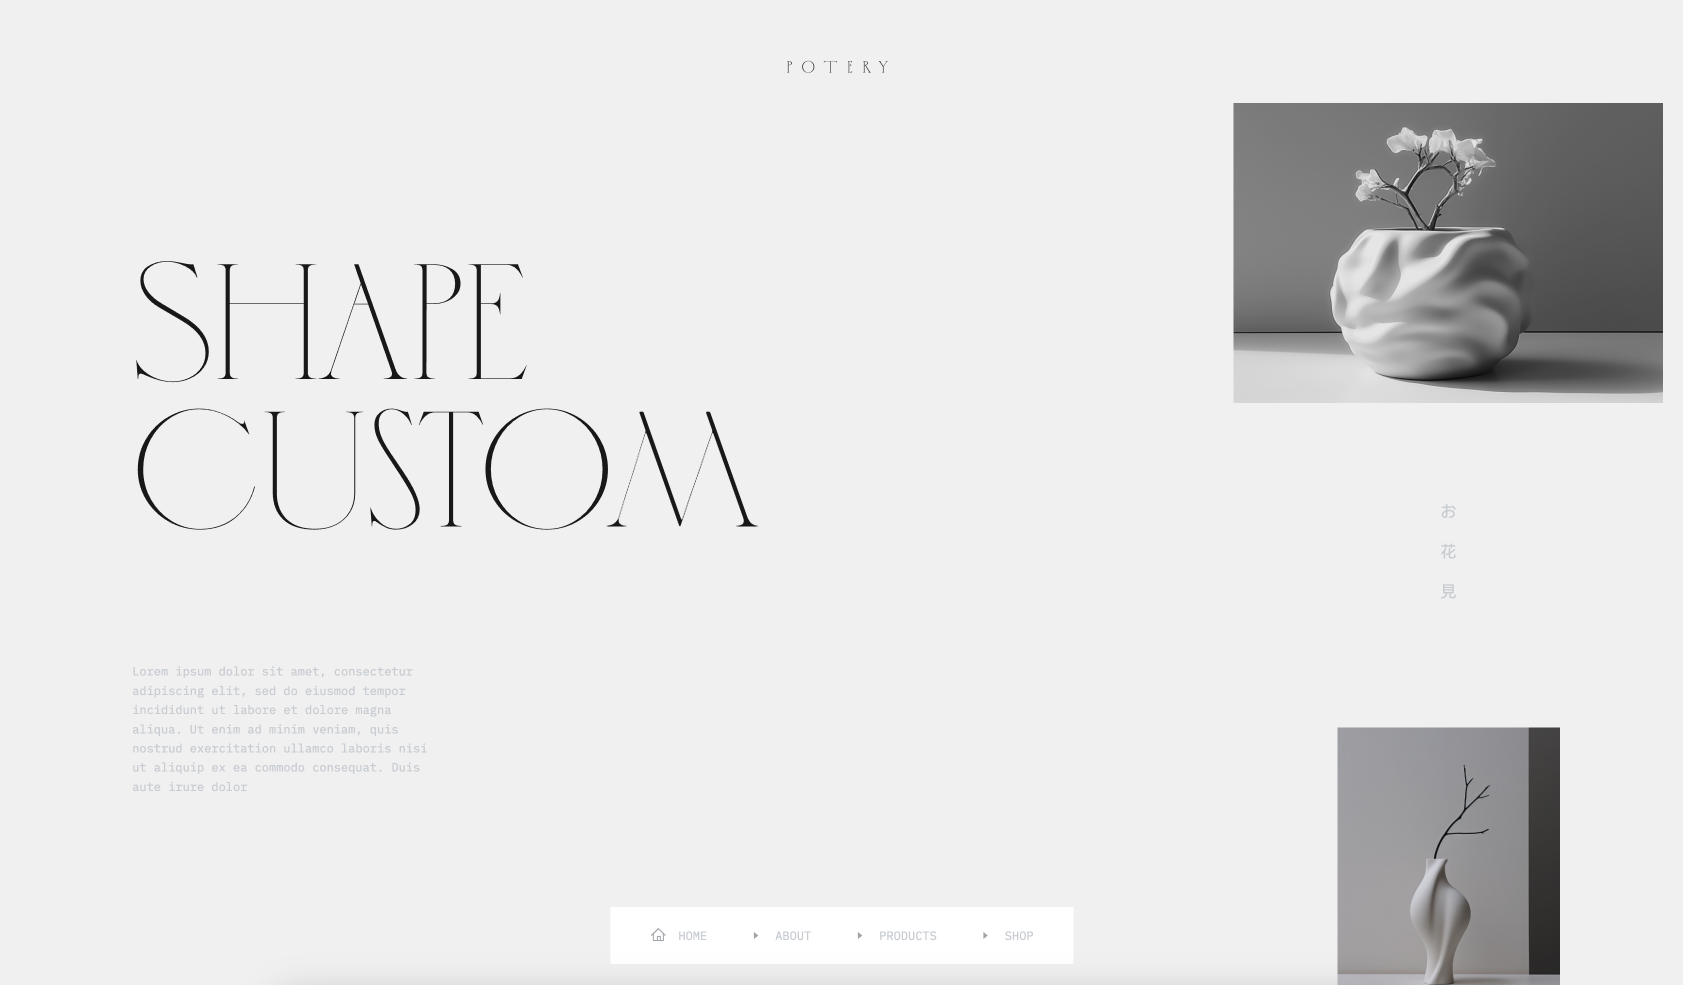 POTERY
SHAPE
CUSTOM
お
花
見
Lorem ipsum dolor sit amet, consectetur
adipiscing elit, sed do eiusmod tempor
incididunt ut labore et dolore magna
aliqua. Ut enim ad minim veniam, quis
nostrud exercitation ullamco laboris nisi
ut aliquip ex ea commodo consequat. Duis
aute irure dolor
HOME ABOUT PRODUCTS SHOP